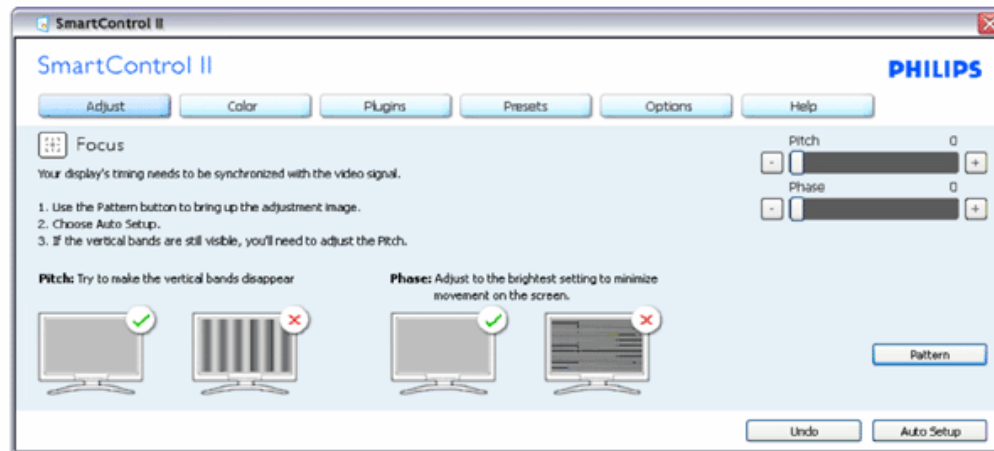 SmartControl II
SmartControl II
PHILIPS
Adjust Color Plugins Presets Options Help
Focus
Your display's timing needs to be synchronized with the video signal.
1. Use the Pattern button to bring up the adjustment image.
2. Choose Auto Setup.
3. If the vertical bands are still visible, you'll need to adjust the Pitch.
Pitch 0
- +
Phase 0
- +
Pitch: Try to make the vertical bands disappear
Phase: Adjust to the brightest setting to minimize
movement on the screen.
Pattern
Undo Auto Setup